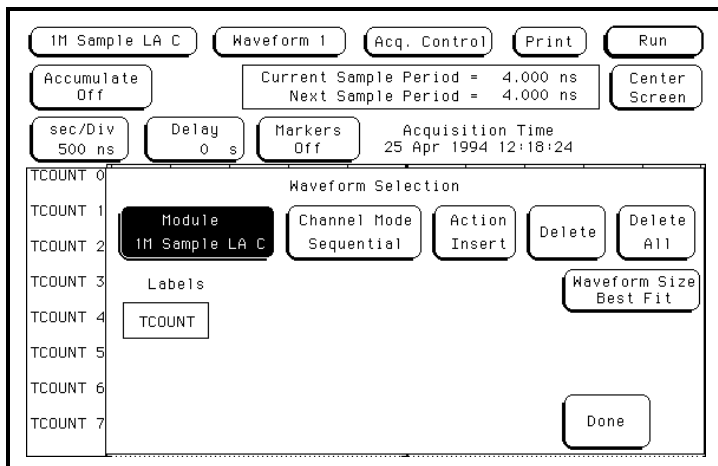 1M Sample LA C
Waveform 1
Acq. Control
Print
Run
Accumulate
Off
Current Sample Period = 4.000 ns
Next Sample Period = 4.000 ns
Center
Screen
sec/Div
500 ns
Delay
0 s
Markers
Off
Acquisition Time
25 Apr 1994 12:18:24
TCOUNT 0
TCOUNT 1
TCOUNT 2
TCOUNT 3
TCOUNT 4
TCOUNT 5
TCOUNT 6
TCOUNT 7
Waveform Selection
Module
1M Sample LA C
Channel Mode
Sequential
Action
Insert
Delete
Delete
All
Labels
TCOUNT
Waveform Size
Best Fit
Done